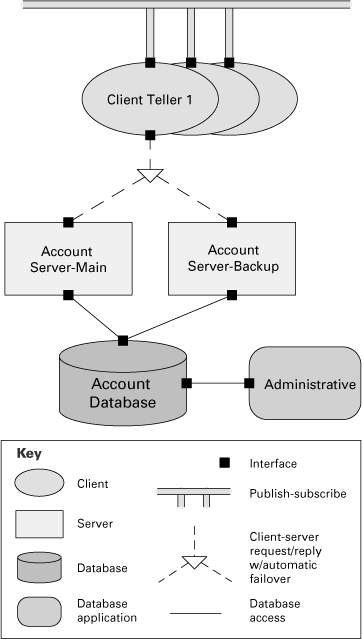 Client Teller 1
Account
Server-Main
Account
Server-Backup
Account
Database
Administrative
Key
Client
Server
Database
Database
application
Interface
Publish-subscribe
Client-server
request/reply
w/automatic
failover
Database
access